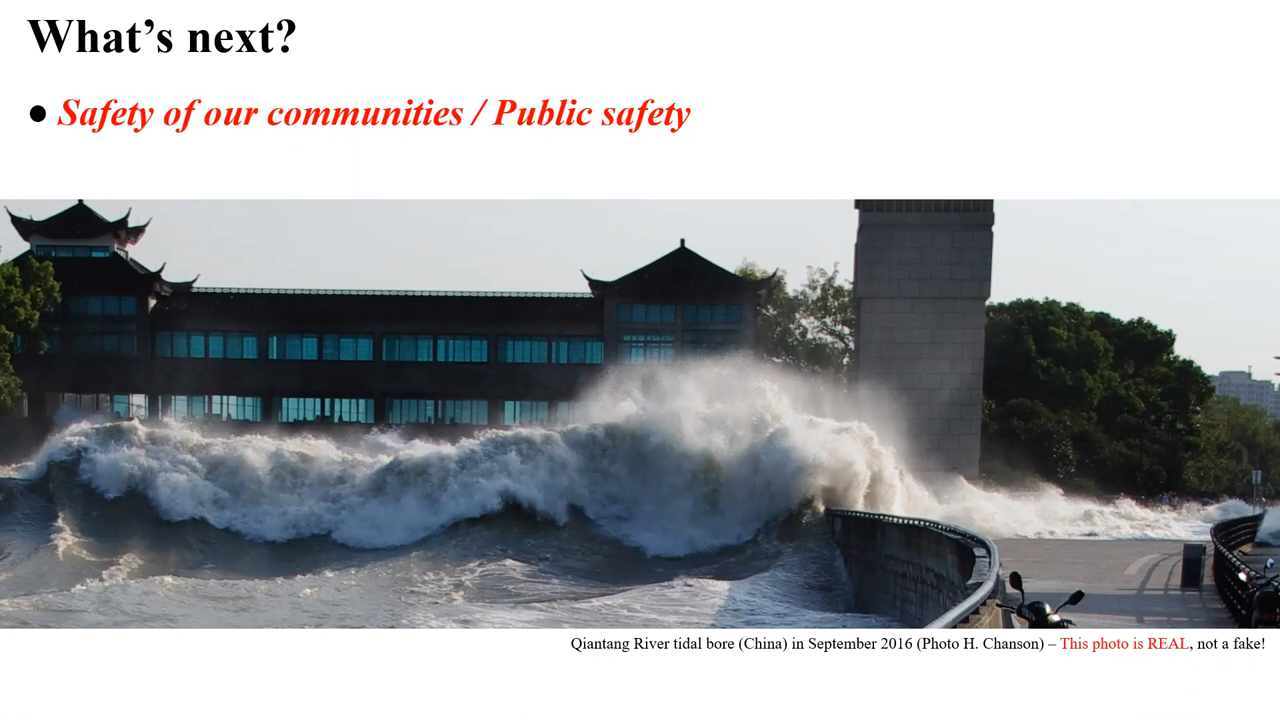 What’s next?
● Safety of our communities / Public safety
Qiantang River tidal bore (China) in September 2016 (Photo H. Chanson) – This photo is REAL, not a fake!